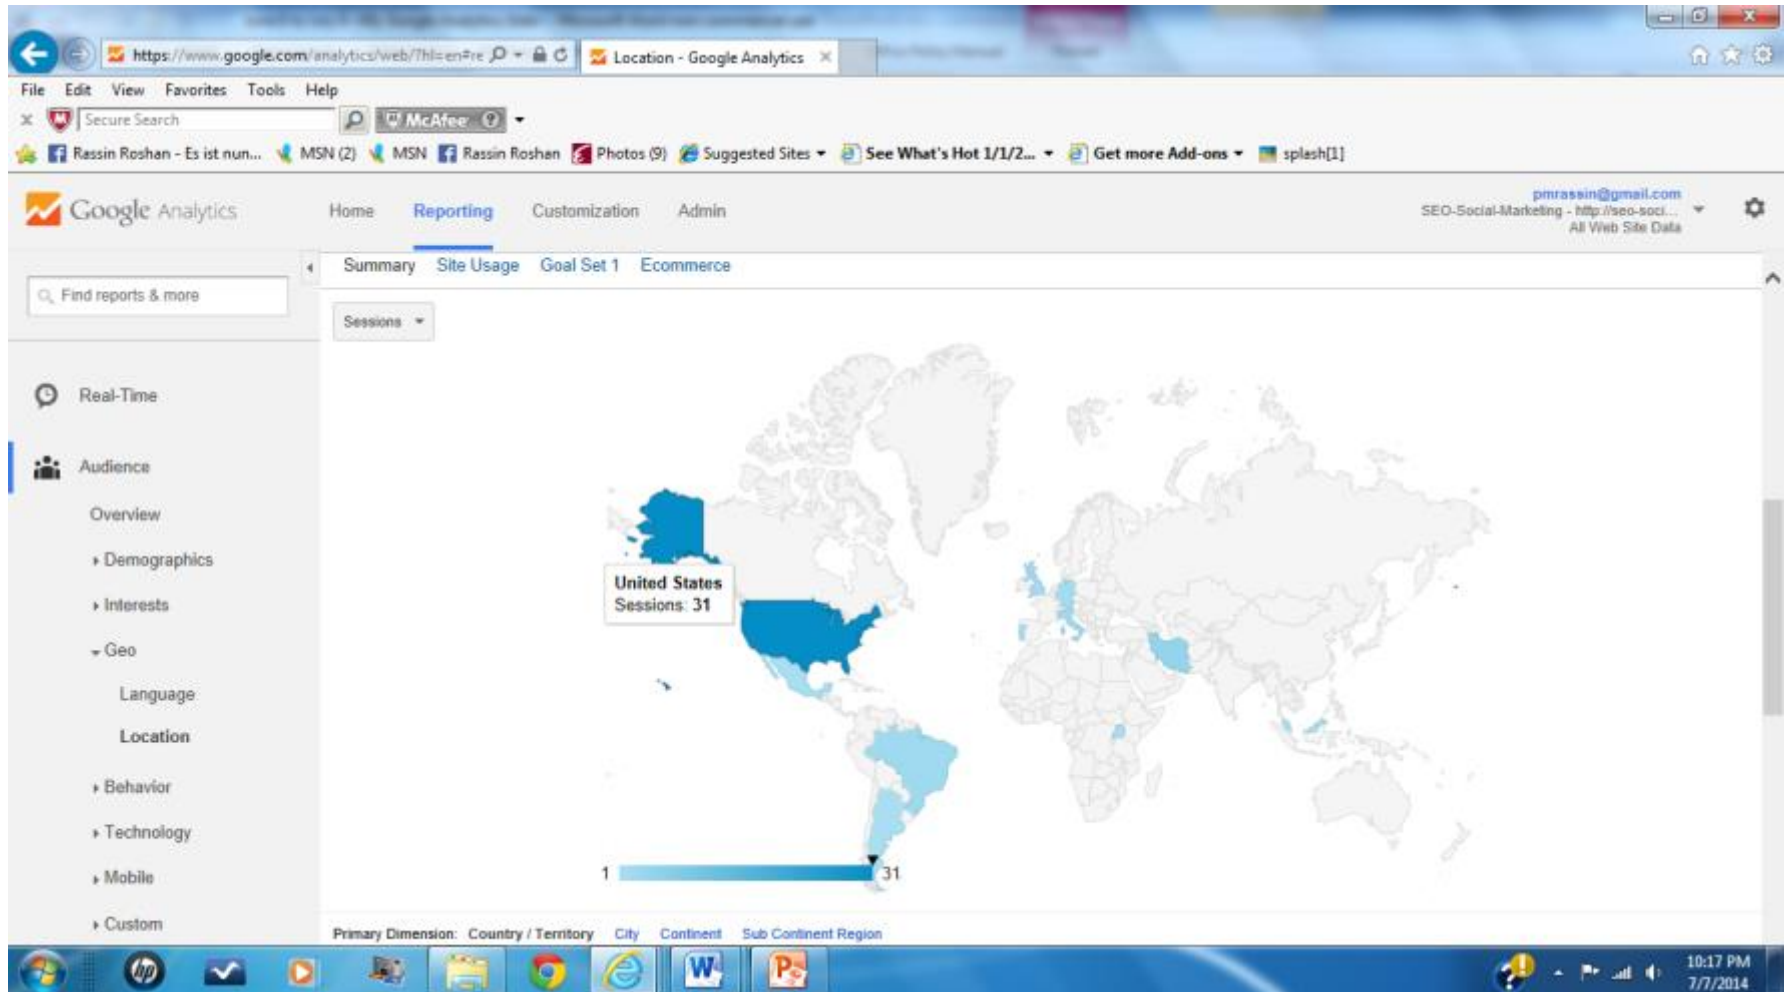 https://www.google.com/analytics/web/?hl=en#re
Location - Google Analytics
File Edit View Favorites Tools Help
Secure Search
McAfee
Rassin Roshan - Es ist nun... MSN (2) MSN Rassin Roshan Photos (9) Suggested Sites See What's Hot 1/1/2... Get more Add-ons splash[1]
Google Analytics
Home Reporting Customization Admin
pmrassin@gmail.com
SEO-Social-Marketing - http://seo-soci...
All Web Site Data
Summary Site Usage Goal Set 1 Ecommerce
Find reports & more
Sessions
Real-Time
Audience
Overview
Demographics
Interests
Geo
Language
Location
Behavior
Technology
Mobile
Custom
United States
Sessions: 31
1 31
Primary Dimension: Country / Territory City Continent Sub Continent Region
hp
W
P
10:17 PM
7/7/2014